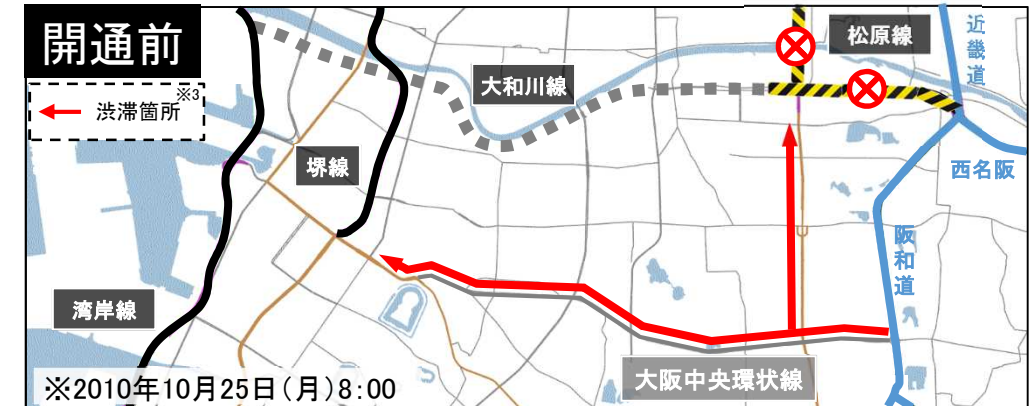 開通前
※3
渋滞箇所
松原線
近畿道
大和川線
堺線
西名阪
阪和道
湾岸線
大阪中央環状線
※2010年10月25日(月)8:00